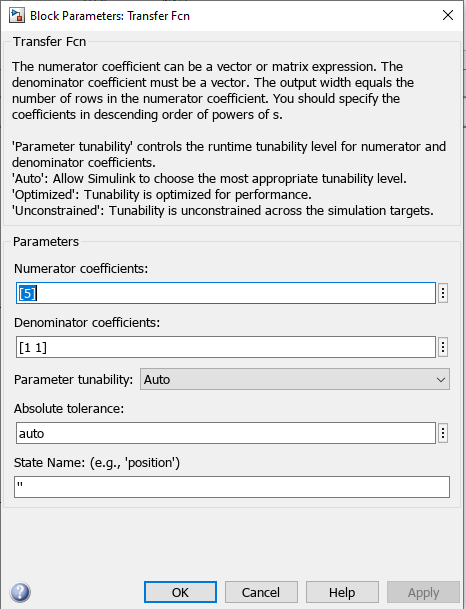 Block Parameters: Transfer Fcn
Transfer Fcn
The numerator coefficient can be a vector or matrix expression. The
denominator coefficient must be a vector. The output width equals the
number of rows in the numerator coefficient. You should specify the
coefficients in descending order of powers of s.
'Parameter tunability' controls the runtime tunability level for numerator and
denominator coefficients.
'Auto': Allow Simulink to choose the most appropriate tunability level.
'Optimized': Tunability is optimized for performance.
'Unconstrained': Tunability is unconstrained across the simulation targets.
Parameters
Numerator coefficients:
[5]
Denominator coefficients:
[1 1]
Parameter tunability: Auto
Absolute tolerance:
auto
State Name: (e.g., 'position')
''
? OK Cancel Help Apply